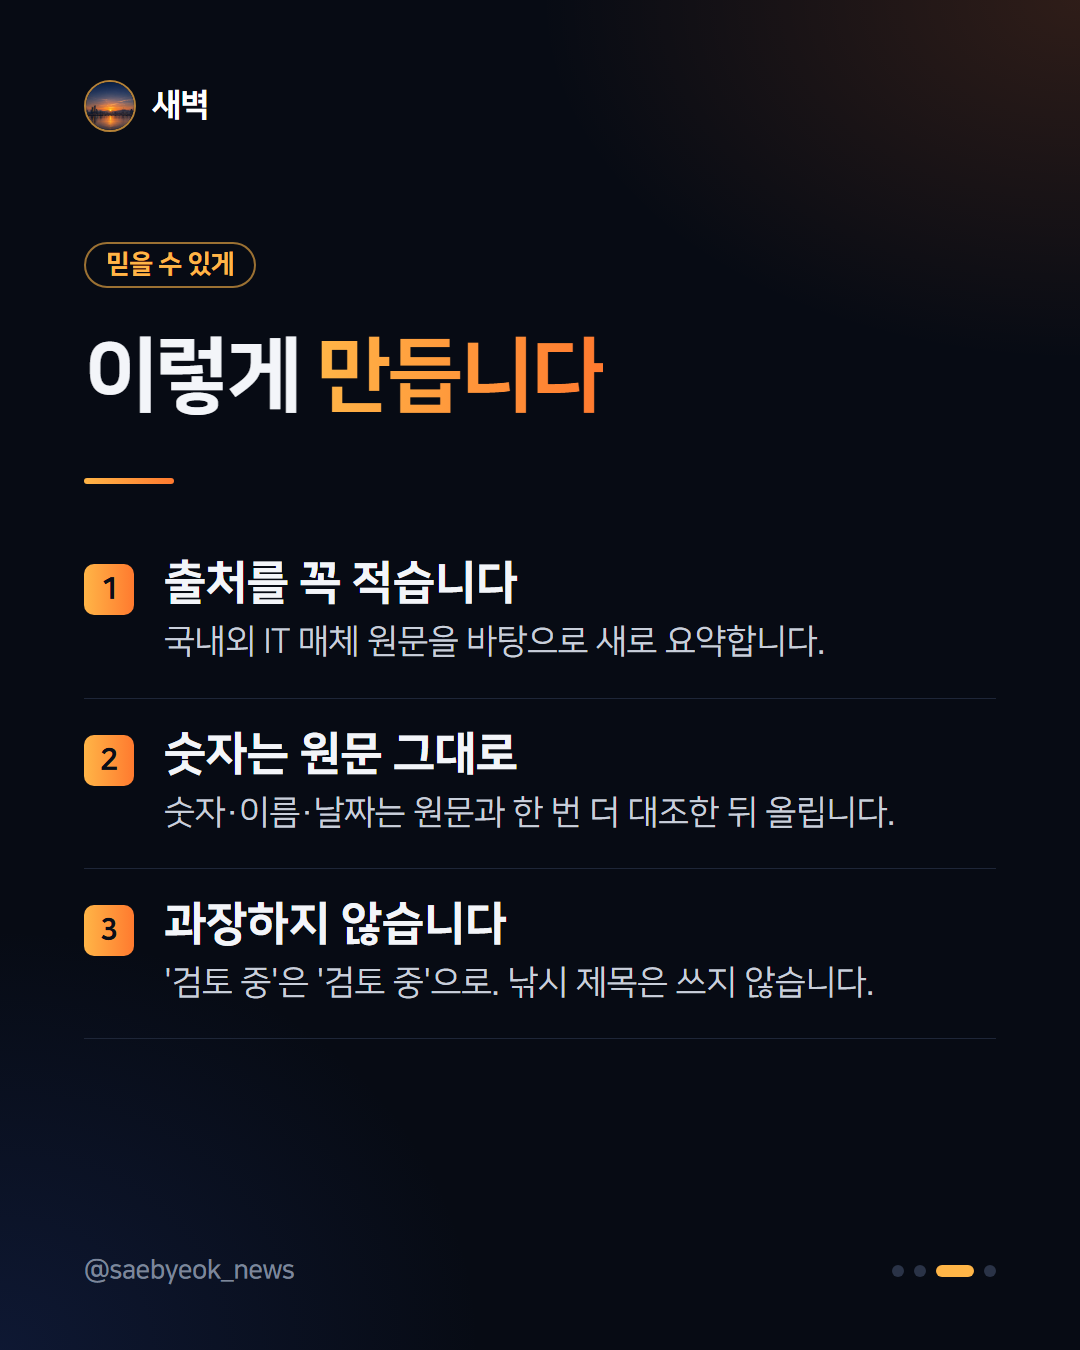 새벽
믿을 수 있게
이렇게 만듭니다
1 출처를 꼭 적습니다
국내외 IT 매체 원문을 바탕으로 새로 요약합니다.
2 숫자는 원문 그대로
숫자·이름·날짜는 원문과 한 번 더 대조한 뒤 올립니다.
3 과장하지 않습니다
'검토 중'은 '검토 중'으로. 낚시 제목은 쓰지 않습니다.
@saebyeok_news